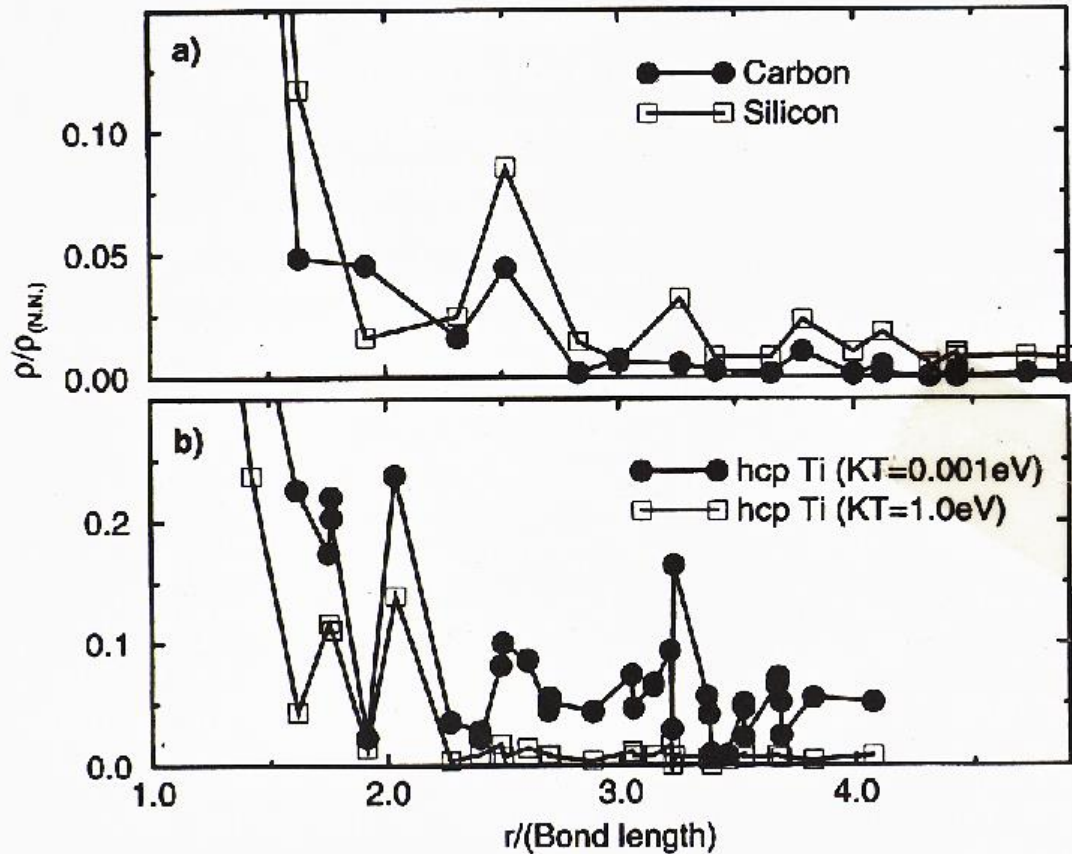 a)
Carbon
Silicon
0.10
0.05
0.00
ρ/ρ(N.N.)
b)
hcp Ti (KT=0.001eV)
hcp Ti (KT=1.0eV)
0.2
0.1
0.0
1.0 2.0 3.0 4.0
r/(Bond length)